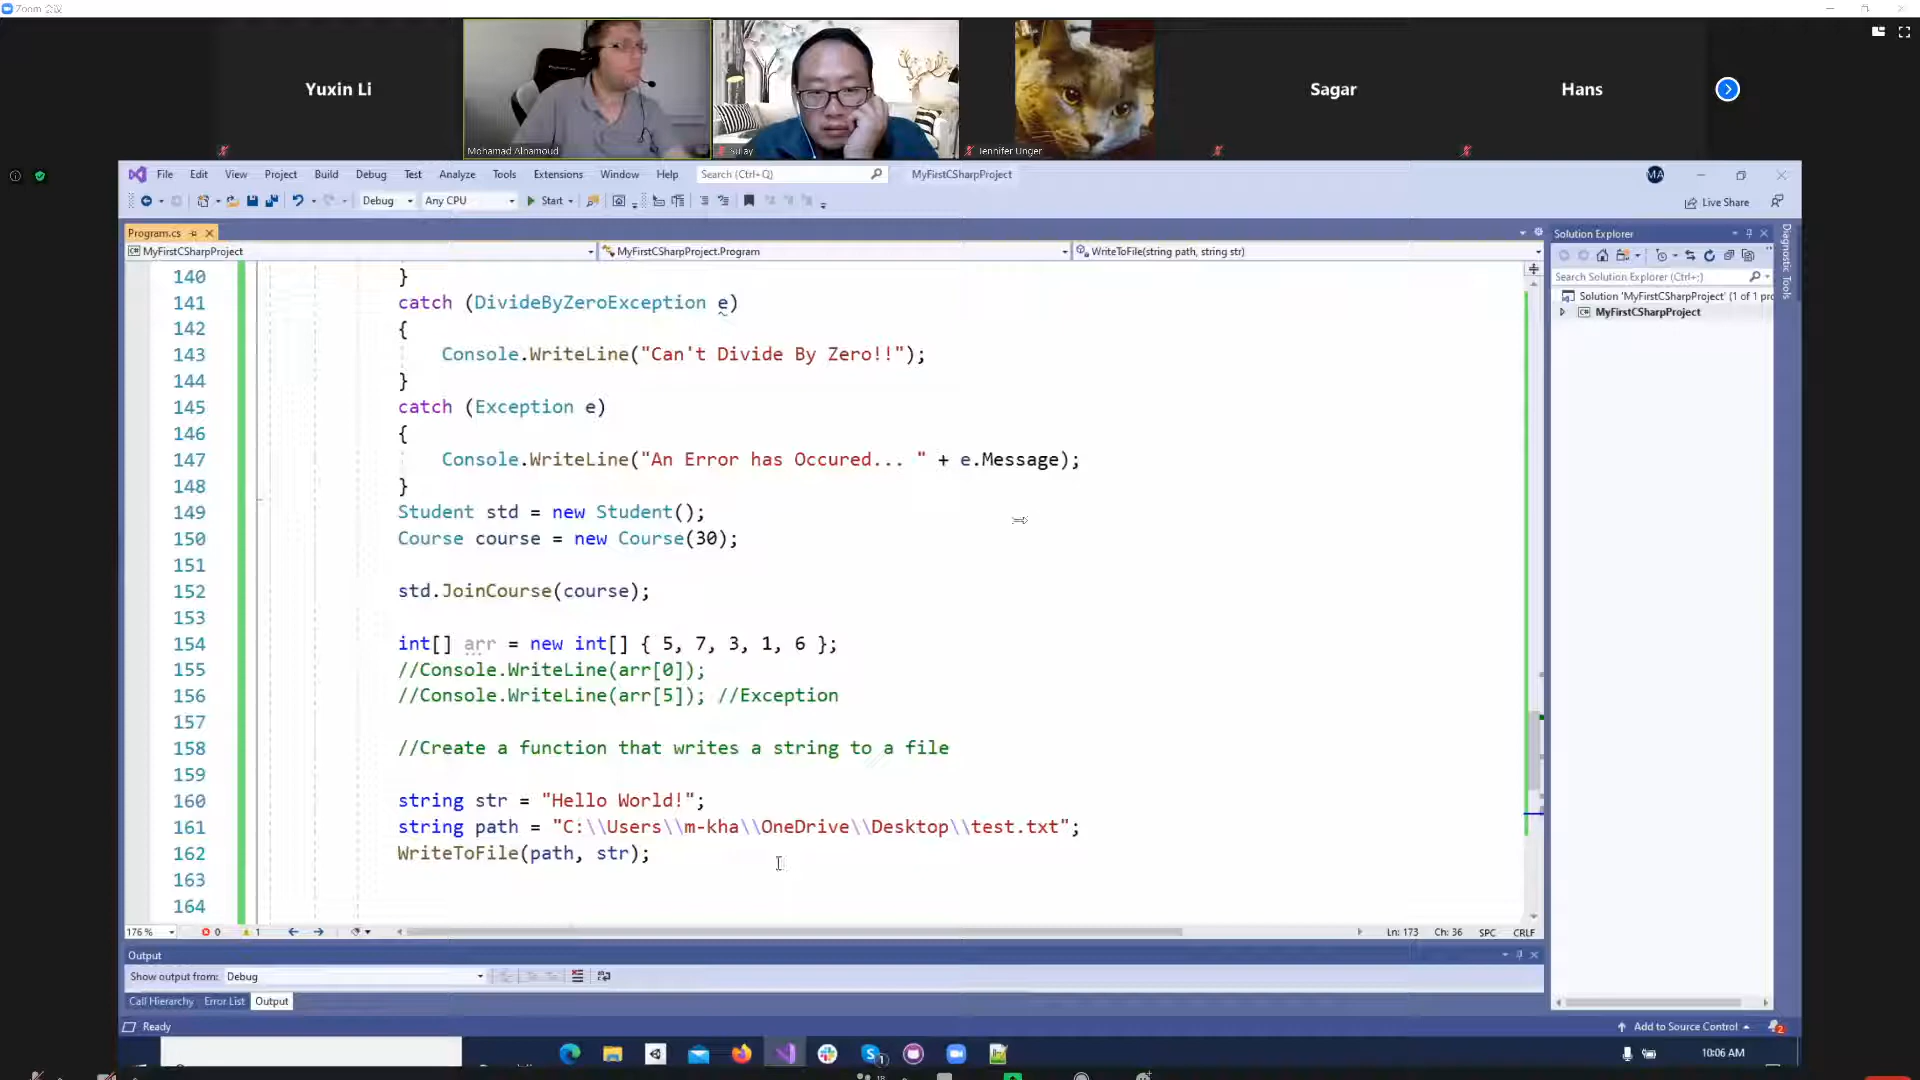 Zoom 会议
Yuxin Li
Mohamad Alnamoud
Jennifer Unger
Sagar
Hans
File Edit View Project Build Debug Test Analyze Tools Extensions Window Help Search (Ctrl+Q) MyFirstCSharpProject MA
Debug Any CPU Start Live Share
Program.cs
MyFirstCSharpProject MyFirstCSharpProject.Program WriteToFile(string path, string str)
140 }
141 catch (DivideByZeroException e)
142 {
143 Console.WriteLine("Can't Divide By Zero!!");
144 }
145 catch (Exception e)
146 {
147 Console.WriteLine("An Error has Occured... " + e.Message);
148 }
149 Student std = new Student();
150 Course course = new Course(30);
151
152 std.JoinCourse(course);
153
154 int[] arr = new int[] { 5, 7, 3, 1, 6 };
155 //Console.WriteLine(arr[0]);
156 //Console.WriteLine(arr[5]); //Exception
157
158 //Create a function that writes a string to a file
159
160 string str = "Hello World!";
161 string path = "C:\\Users\\m-kha\\OneDrive\\Desktop\\test.txt";
162 WriteToFile(path, str);
163
164
176 % 0 1 Ln: 173 Ch: 36 SPC CRLF
Solution Explorer
Search Solution Explorer (Ctrl+;)
Solution 'MyFirstCSharpProject' (1 of 1 pro
MyFirstCSharpProject
Diagnostic Tools
Output
Show output from: Debug
Call Hierarchy Error List Output
Ready Add to Source Control 2
10:06 AM